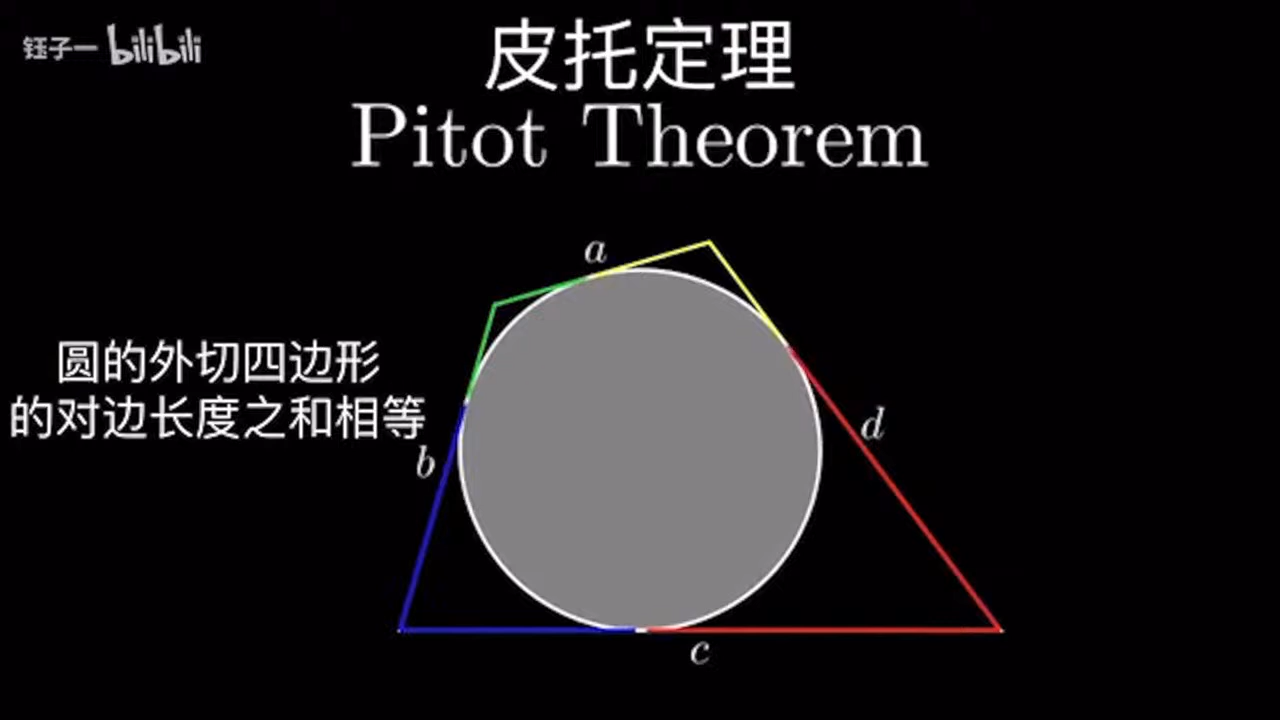 钰子一 bilibili
皮托定理
Pitot Theorem
a
圆的外切四边形
的对边长度之和相等
b
d
c